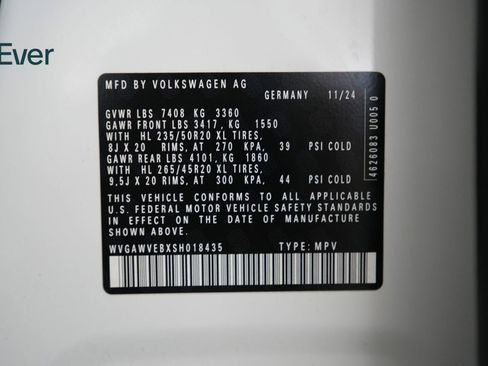 Ever
MFD BY VOLKSWAGEN AG
GERMANY 11/24
GVWR LBS 7408 KG 3360
GAWR FRONT LBS 3417, KG 1550
WITH HL 235/50R20 XL TIRES,
8J X 20 RIMS, AT 270 KPA, 39 PSI COLD
GAWR REAR LBS 4101, KG 1860
WITH HL 265/45R20 XL TIRES,
9,5J X 20 RIMS, AT 300 KPA, 44 PSI COLD
THIS VEHICLE CONFORMS TO ALL APPLICABLE
U.S. FEDERAL MOTOR VEHICLE SAFETY STANDARDS
IN EFFECT ON THE DATE OF MANUFACTURE
SHOWN ABOVE.
WVGAWVEBXSH018435 TYPE: MPV
4626083 U005 0